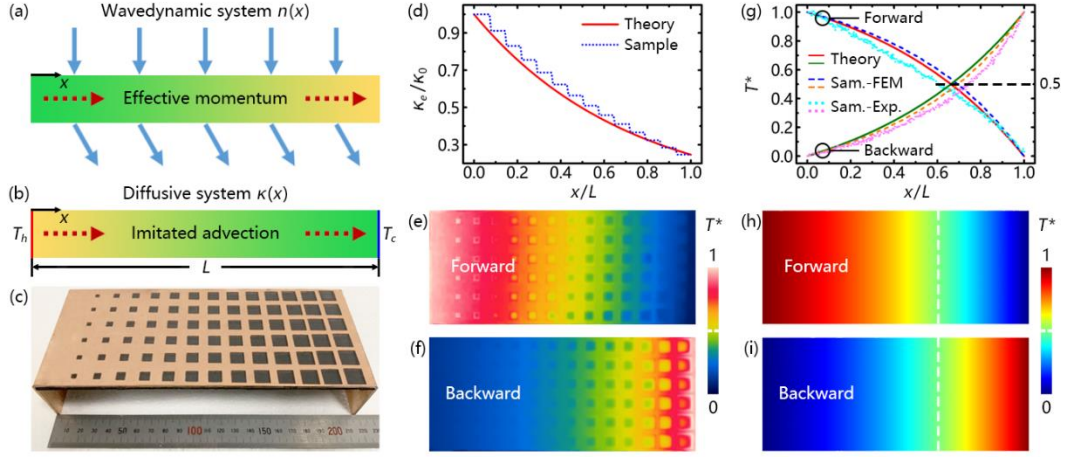 (a)
Wavedynamic system n(x)
x
Effective momentum
(b)
Diffusive system κ(x)
x
T_h
Imitated advection
T_c
L
(c)
50
100
150
200
(d)
0.9
0.7
0.5
0.3
κ_e/κ_0
Theory
Sample
0.0 0.2 0.4 0.6 0.8 1.0
x/L
(e)
Forward
(f)
Backward
T*
1
0
(g)
1.0
0.8
0.6
0.4
0.2
0.0
T*
Forward
Theory
Sam.-FEM
Sam.-Exp.
Backward
0.5
0.0 0.2 0.4 0.6 0.8 1.0
x/L
(h)
Forward
(i)
Backward
T*
1
0